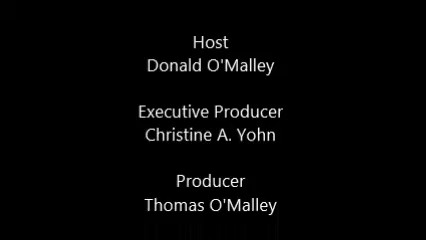 Host
Donald O'Malley
Executive Producer
Christine A. Yohn
Producer
Thomas O'Malley